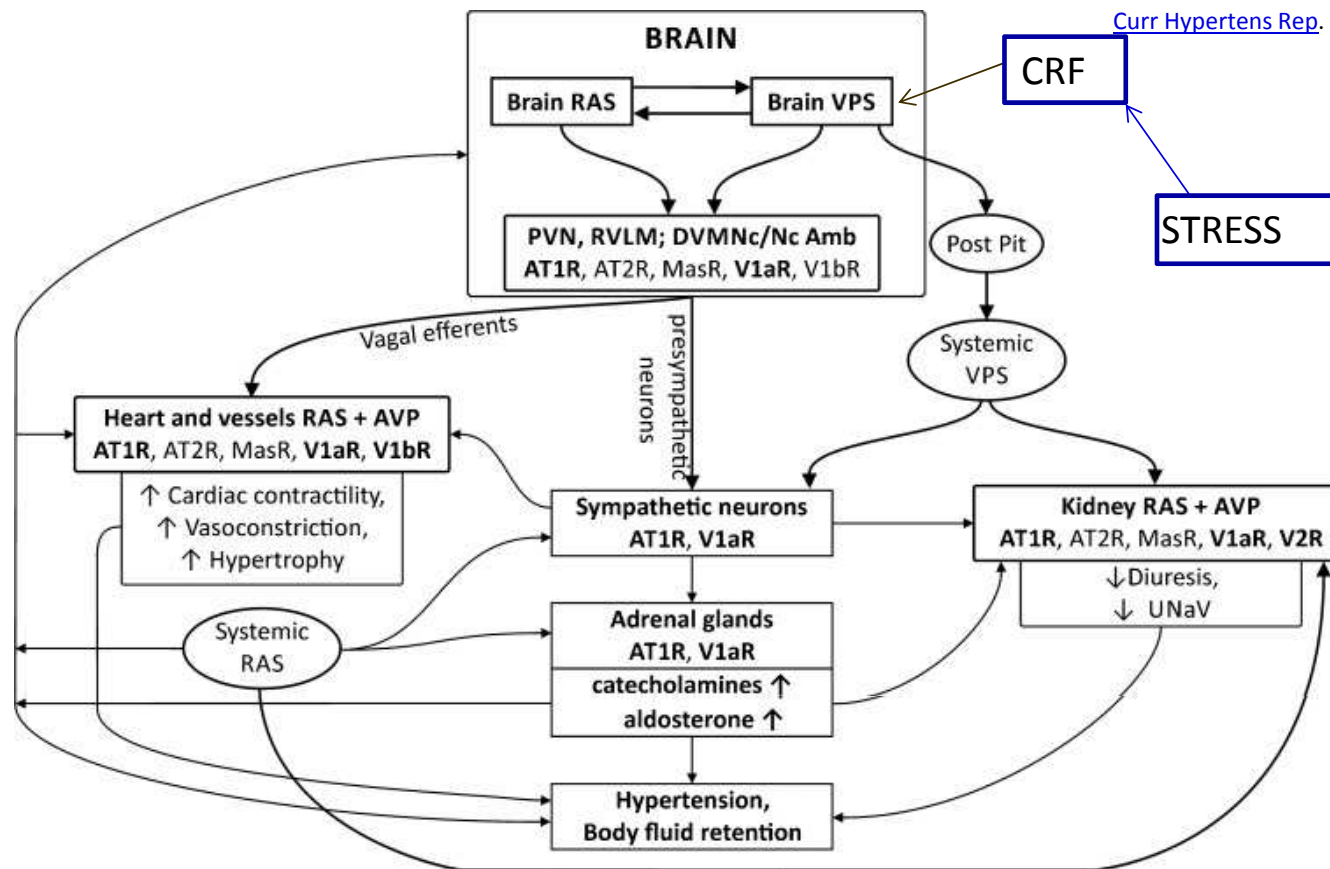 Curr Hypertens Rep.
BRAIN
CRF
Brain RAS
Brain VPS
STRESS
PVN, RVLM; DVMNc/Nc Amb
AT1R, AT2R, MasR, V1aR, V1bR
Post Pit
Vagal efferents
presympathetic
neurons
Systemic
VPS
Heart and vessels RAS + AVP
AT1R, AT2R, MasR, V1aR, V1bR
↑ Cardiac contractility,
↑ Vasoconstriction,
↑ Hypertrophy
Sympathetic neurons
AT1R, V1aR
Kidney RAS + AVP
AT1R, AT2R, MasR, V1aR, V2R
↓Diuresis,
↓ UNaV
Systemic
RAS
Adrenal glands
AT1R, V1aR
catecholamines ↑
aldosterone ↑
Hypertension,
Body fluid retention